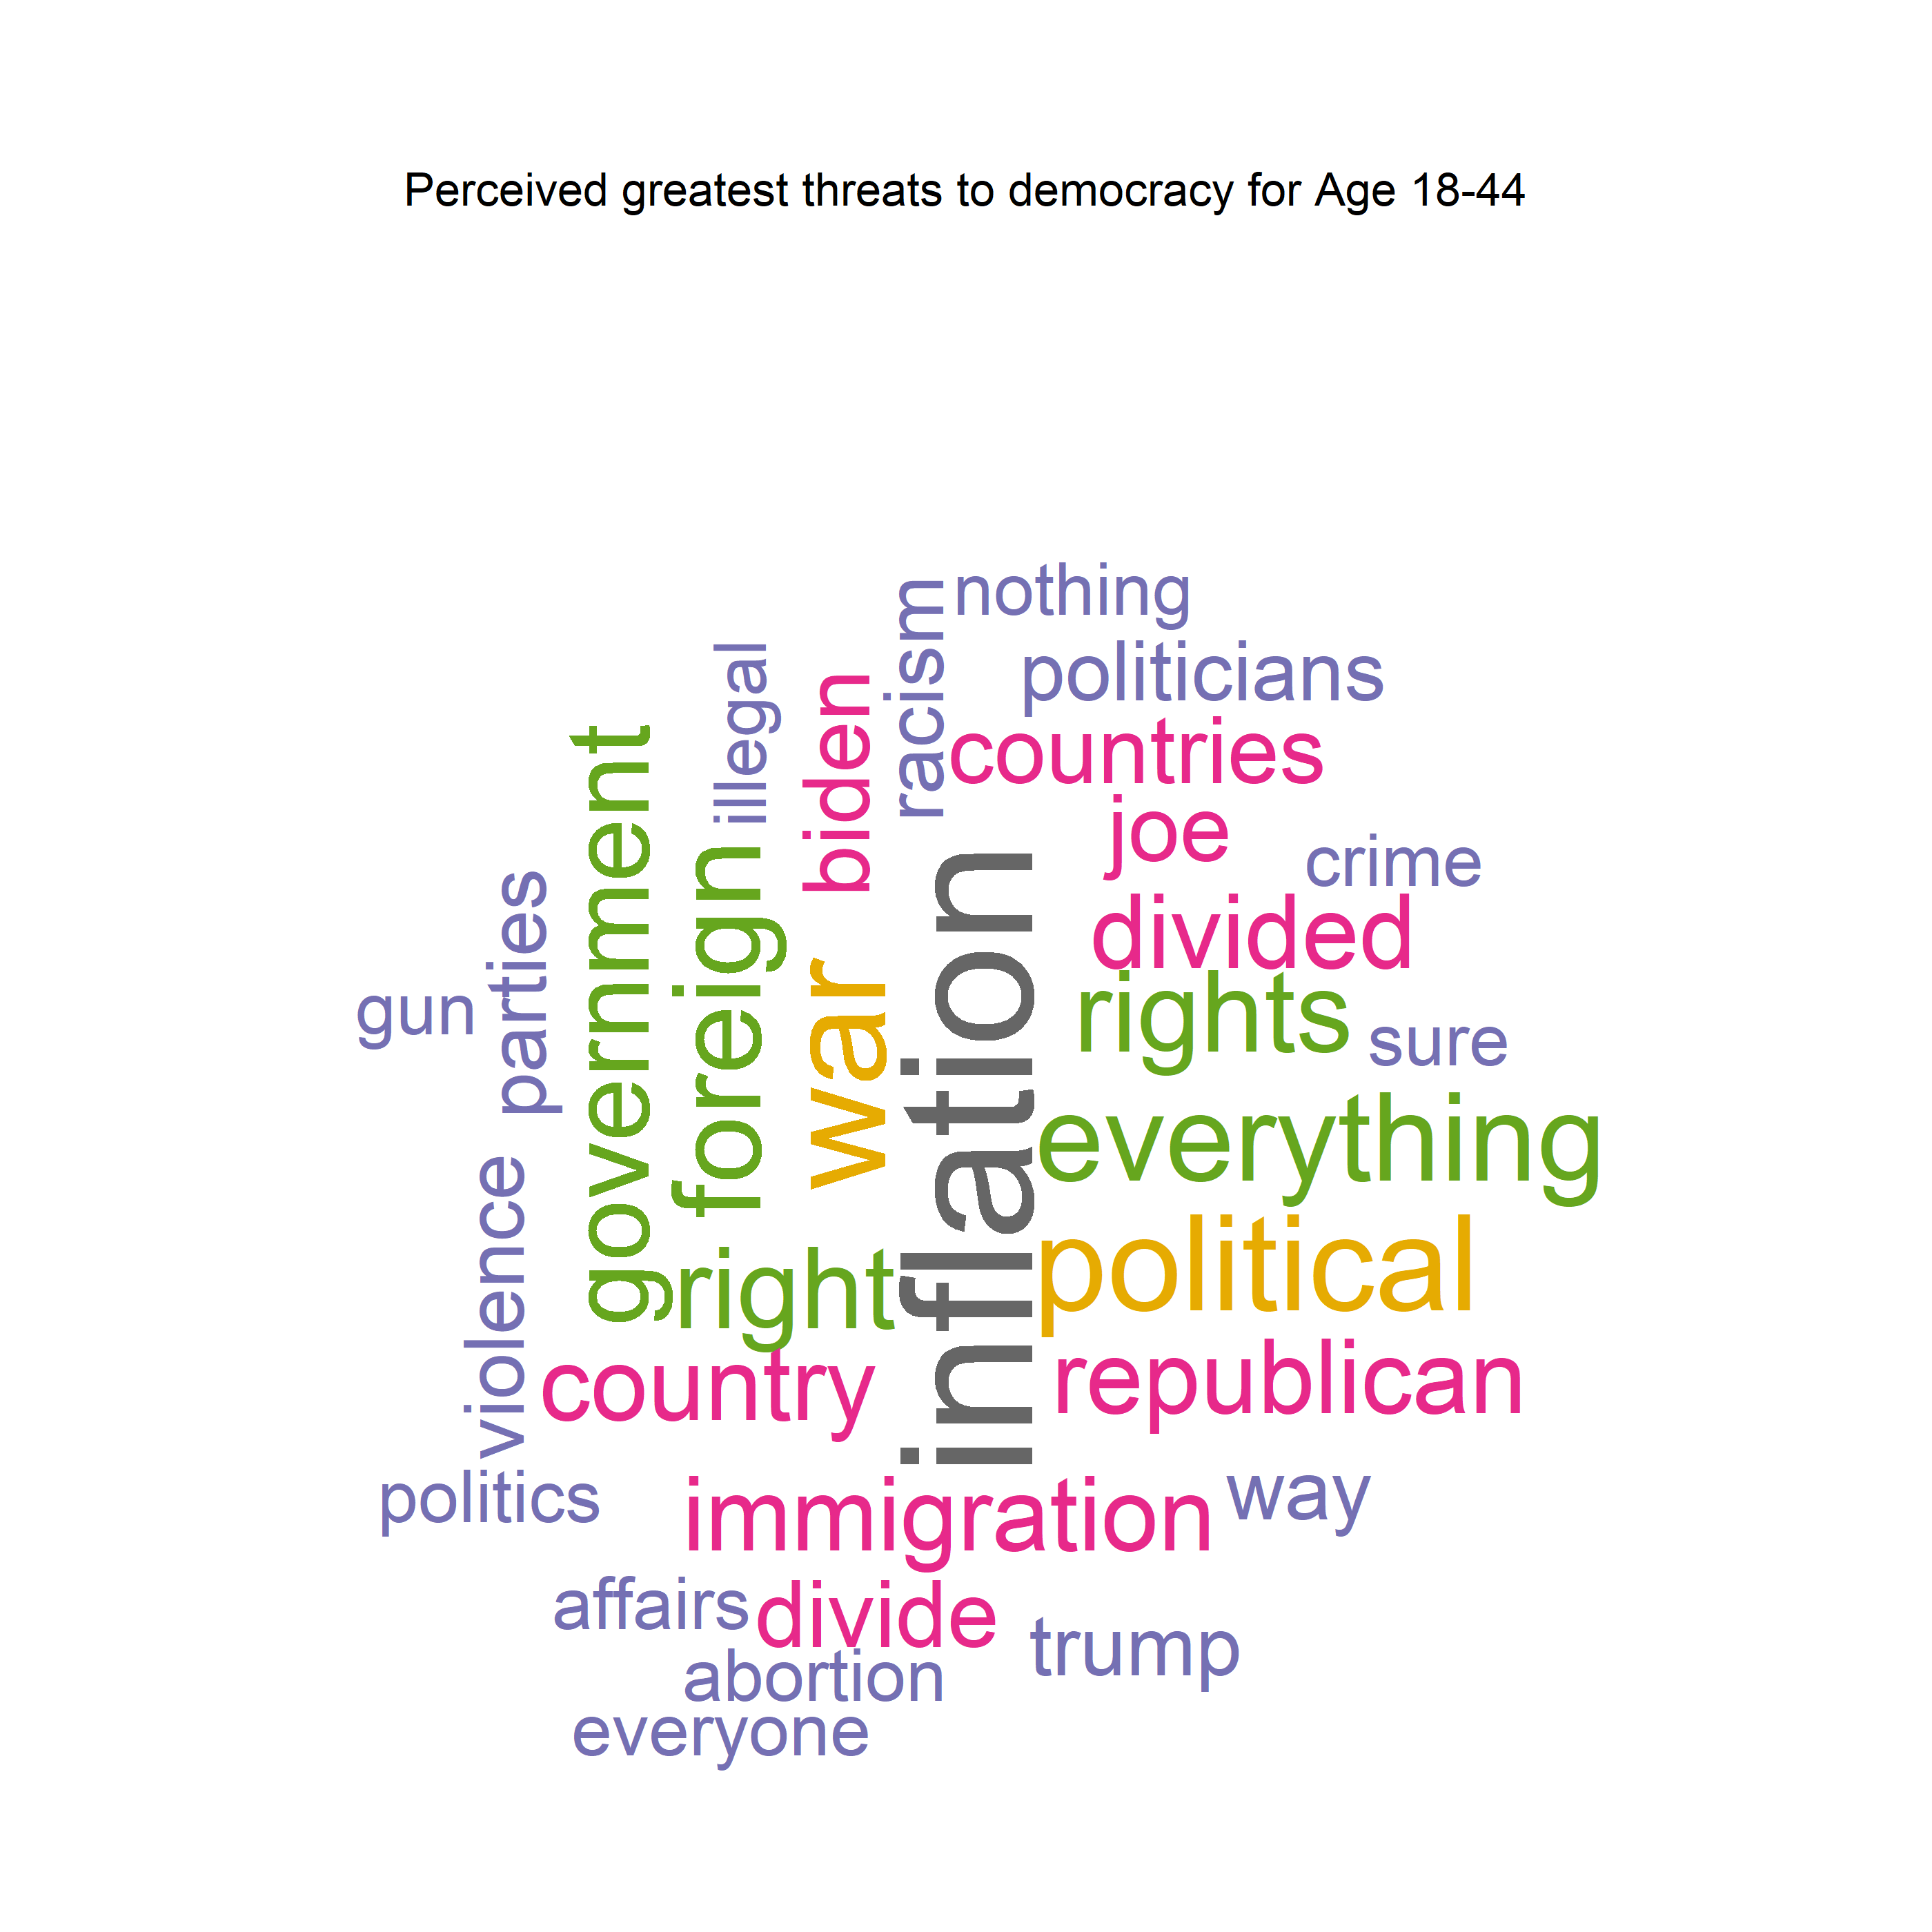 Perceived greatest threats to democracy for Age 18-44
nothing
racism
politicians
illegal
biden
countries
joe
crime
government
foreign
divided
parties
gun
war
inflation
rights
sure
everything
violence
right
political
country
republican
politics
immigration
way
affairs
divide
trump
abortion
everyone